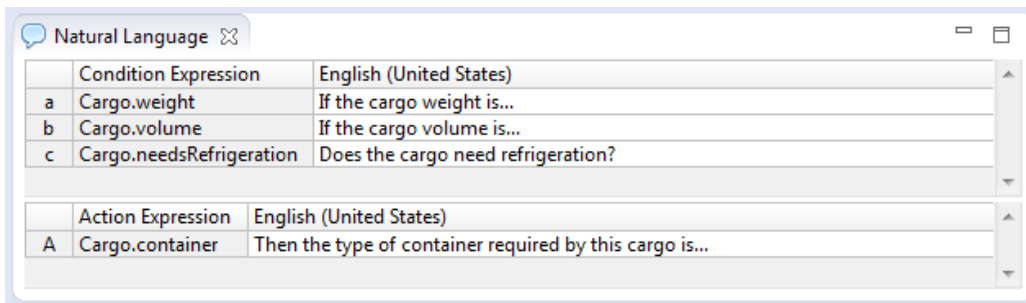 Natural Language
Condition Expression English (United States)
a Cargo.weight If the cargo weight is...
b Cargo.volume If the cargo volume is...
c Cargo.needsRefrigeration Does the cargo need refrigeration?
Action Expression English (United States)
A Cargo.container Then the type of container required by this cargo is...